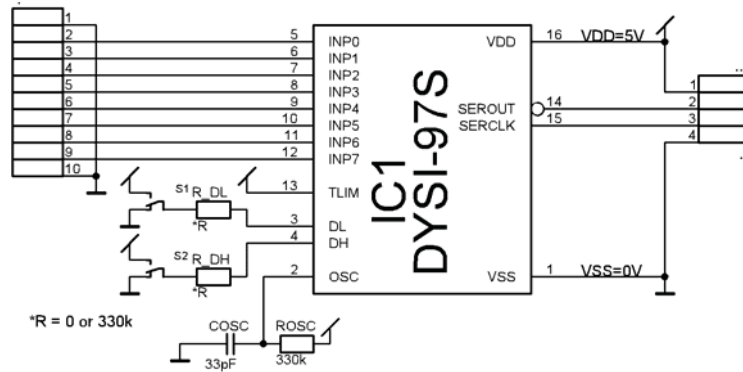 1
2
3
4
5
6
7
8
9
10
5
6
7
8
9
10
11
12
13
3
4
2
INP0
INP1
INP2
INP3
INP4
INP5
INP6
INP7
TLIM
DL
DH
OSC
IC1
DYSI-97S
VDD
SEROUT
SERCLK
VSS
16 VDD=5V
14
15
1 VSS=0V
1
2
3
4
S1 R_DL
*R
S2 R_DH
*R
*R = 0 or 330k
COSC
33pF
ROSC
330k